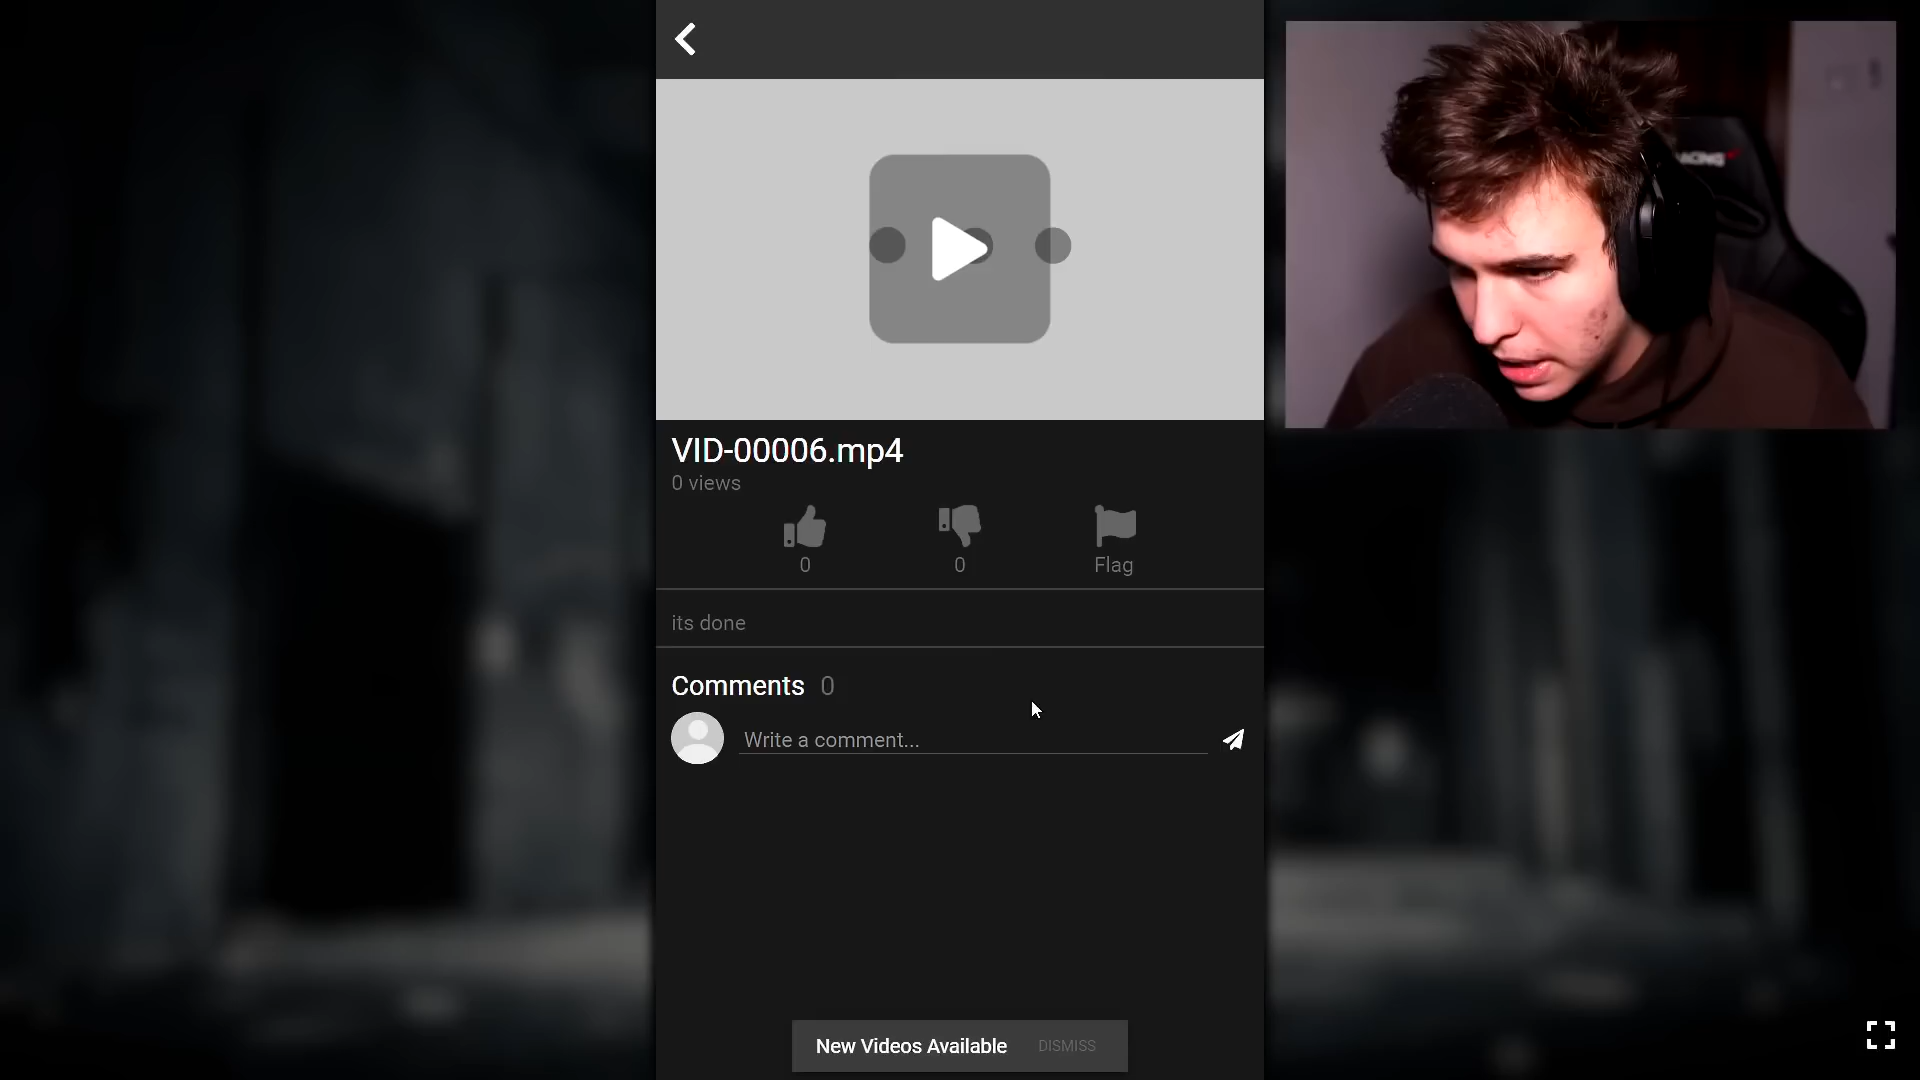 VID-00006.mp4
0 views
0 0 Flag
its done
Comments 0
Write a comment...
New Videos Available DISMISS